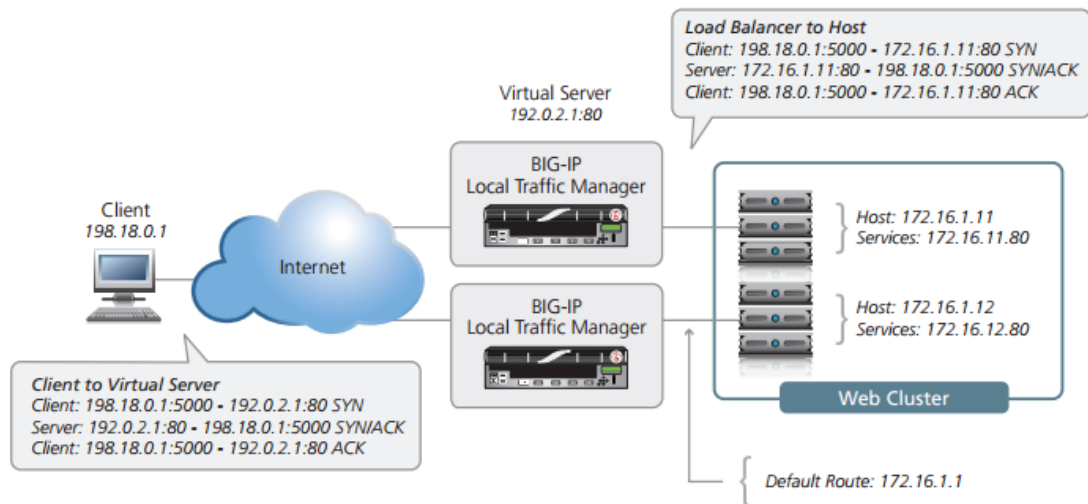 Load Balancer to Host
Client: 198.18.0.1:5000 - 172.16.1.11:80 SYN
Server: 172.16.1.11:80 - 198.18.0.1:5000 SYN/ACK
Client: 198.18.0.1:5000 - 172.16.1.11:80 ACK
Virtual Server
192.0.2.1:80
BIG-IP
Local Traffic Manager
Client
198.18.0.1
Internet
Host: 172.16.1.11
Services: 172.16.11.80
BIG-IP
Local Traffic Manager
Host: 172.16.1.12
Services: 172.16.12.80
Web Cluster
Client to Virtual Server
Client: 198.18.0.1:5000 - 192.0.2.1:80 SYN
Server: 192.0.2.1:80 - 198.18.0.1:5000 SYN/ACK
Client: 198.18.0.1:5000 - 192.0.2.1:80 ACK
Default Route: 172.16.1.1